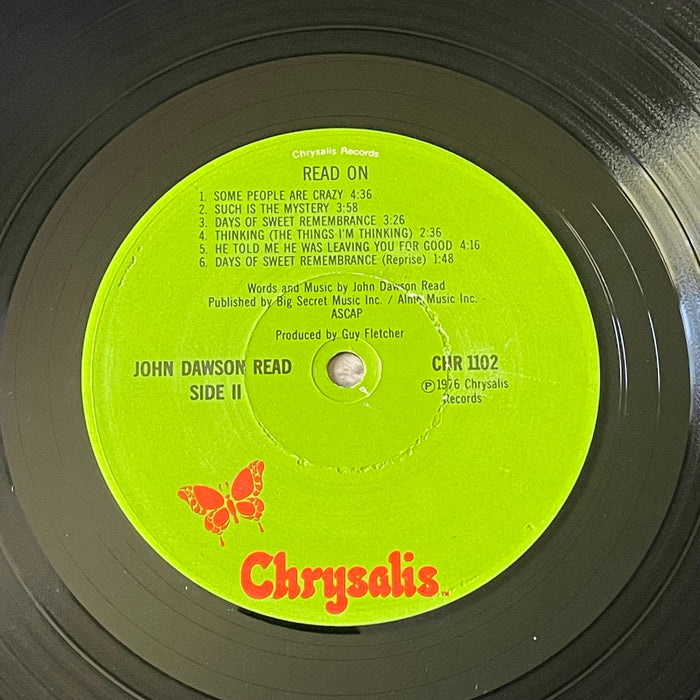 Chrysalis Records
READ ON
1. SOME PEOPLE ARE CRAZY 4:36
2. SUCH IS THE MYSTERY 3:58
3. DAYS OF SWEET REMEMBRANCE 3:26
4. THINKING (THE THINGS I'M THINKING) 2:36
5. HE TOLD ME HE WAS LEAVING YOU FOR GOOD 4:16
6. DAYS OF SWEET REMEMBRANCE (Reprise) 1:48
Words and Music by John Dawson Read
Published by Big Secret Music Inc. / Almo Music Inc. -
ASCAP
Produced by Guy Fletcher
JOHN DAWSON READ
SIDE II
CHR 1102
Ⓟ1976 Chrysalis
Records
Chrysalis™